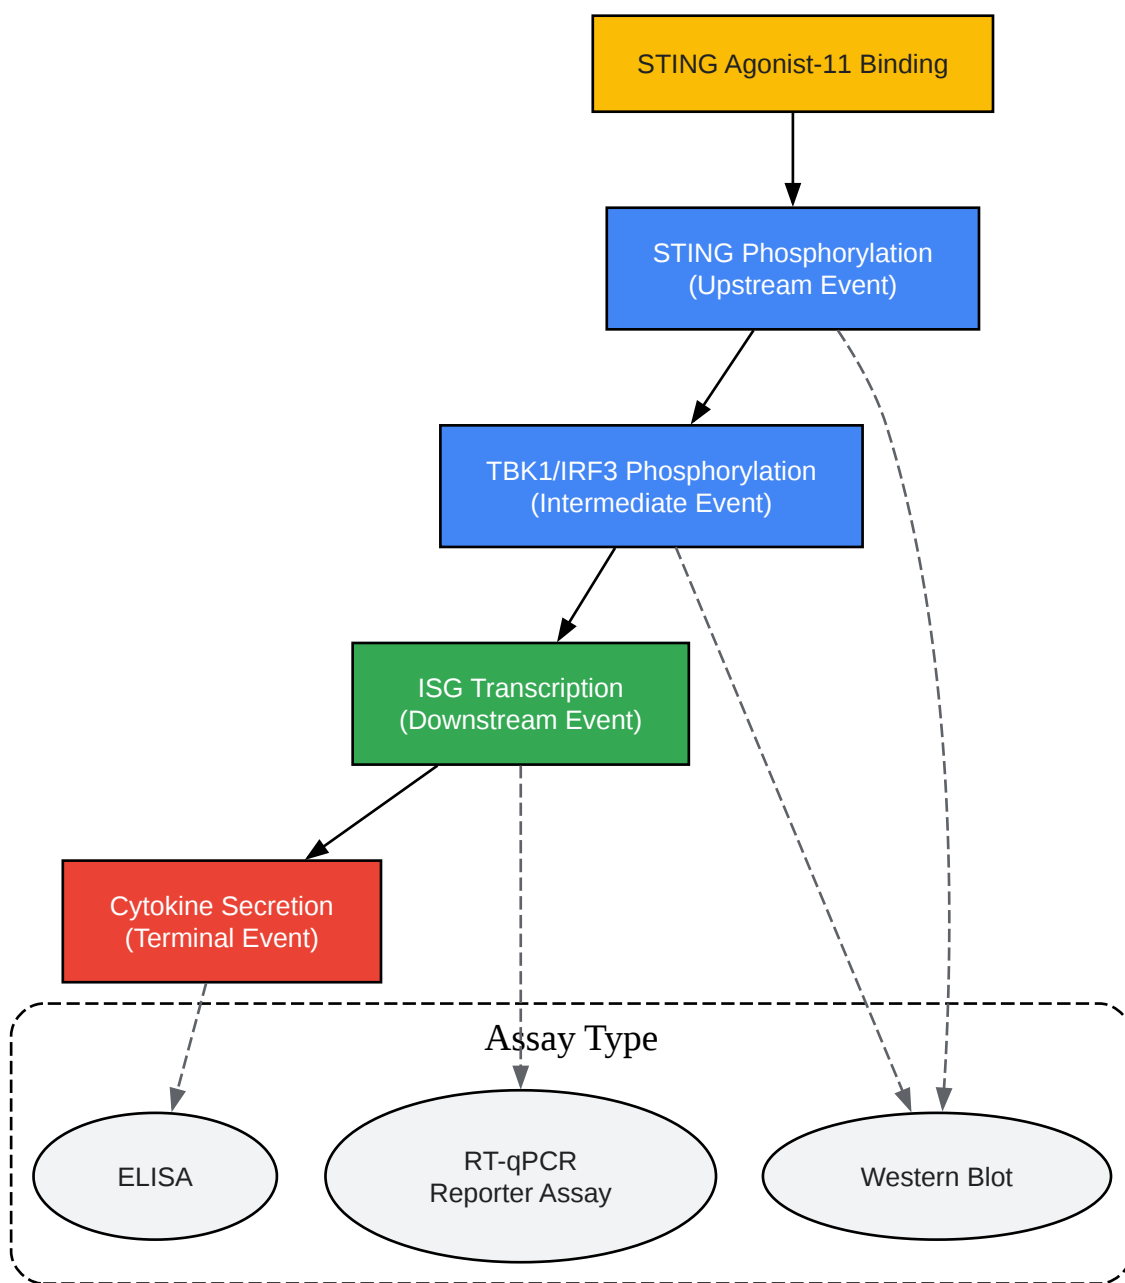 STING Agonist-11 Binding
STING Phosphorylation
(Upstream Event)
TBK1/IRF3 Phosphorylation
(Intermediate Event)
ISG Transcription
(Downstream Event)
Cytokine Secretion
(Terminal Event)
Assay Type
ELISA
RT-qPCR
Reporter Assay
Western Blot